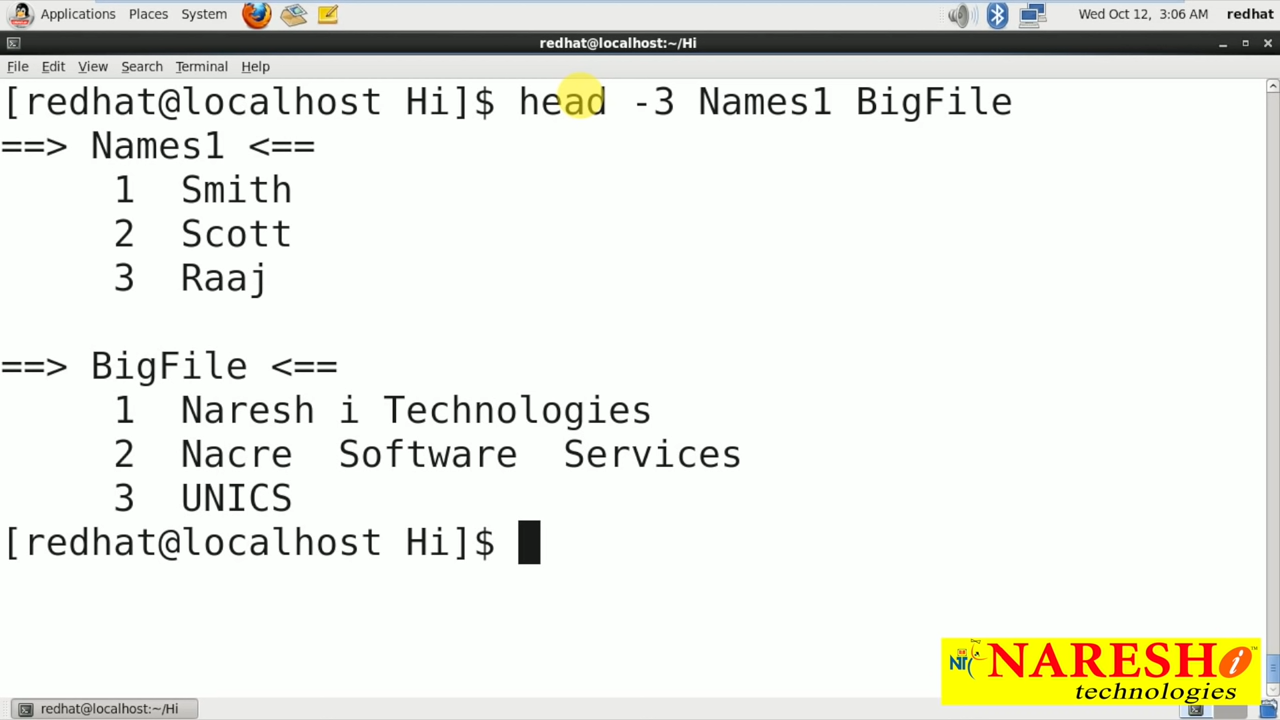 Applications Places System Wed Oct 12, 3:06 AM redhat
redhat@localhost:~/Hi
File Edit View Search Terminal Help
[redhat@localhost Hi]$ head -3 Names1 BigFile
==> Names1 <==
1 Smith
2 Scott
3 Raaj
==> BigFile <==
1 Naresh i Technologies
2 Nacre Software Services
3 UNICS
[redhat@localhost Hi]$
NARESH i
technologies
redhat@localhost:~/Hi